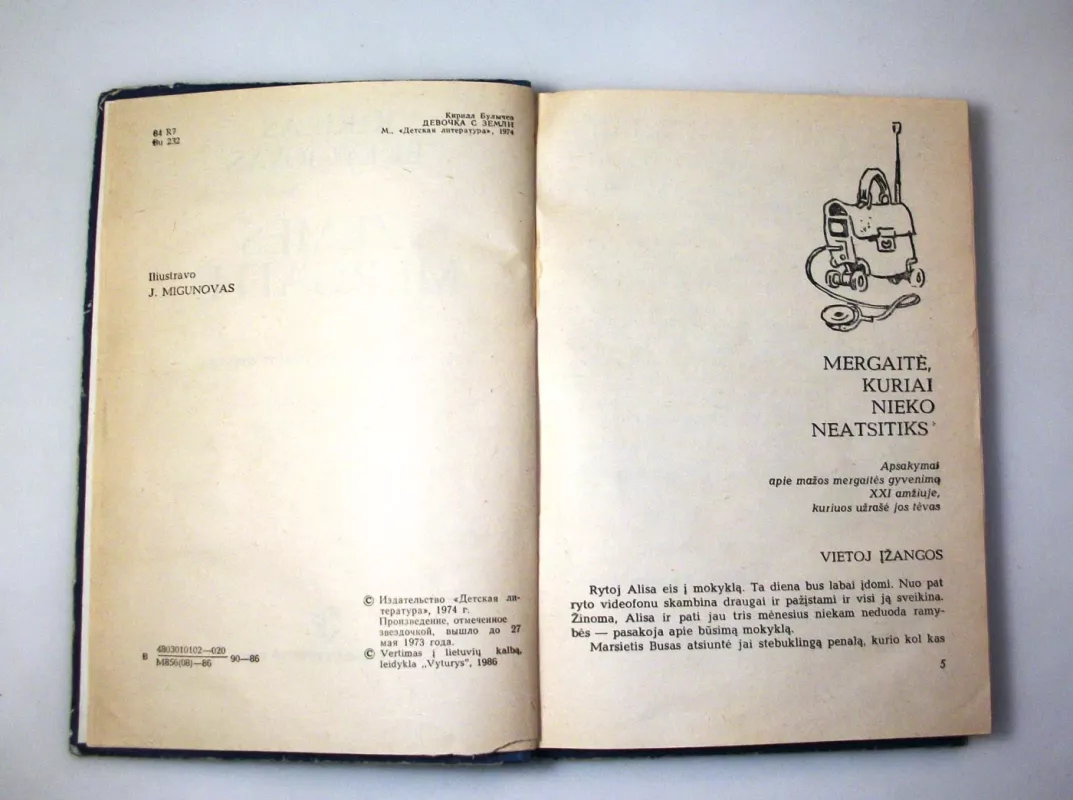 84 R7
Bu 232
Кирилл Булычев
ДЕВОЧКА С ЗЕМЛИ
М., «Детская литература», 1974
Iliustravo
J. MIGUNOVAS
© Издательство «Детская ли-
тература», 1974 г.
Произведение, отмеченное
звездочкой, вышло до 27
мая 1973 года.
© Vertimas į lietuvių kalbą,
leidykla „Vyturys", 1986
B 4803010102—020
M856(08)—86 90—86
MERGAITĖ,
KURIAI
NIEKO
NEATSITIKS
Apsakymai
apie mažos mergaitės gyvenimą
XXI amžiuje,
kuriuos užrašė jos tėvas
VIETOJ ĮŽANGOS
Rytoj Alisa eis į mokyklą. Ta diena bus labai įdomi. Nuo pat
ryto videofonu skambina draugai ir pažįstami ir visi ją sveikina.
Žinoma, Alisa ir pati jau tris mėnesius niekam neduoda ramy-
bės — pasakoja apie būsimą mokyklą.
Marsietis Busas atsiuntė jai stebuklingą penalą, kurio kol kas
5